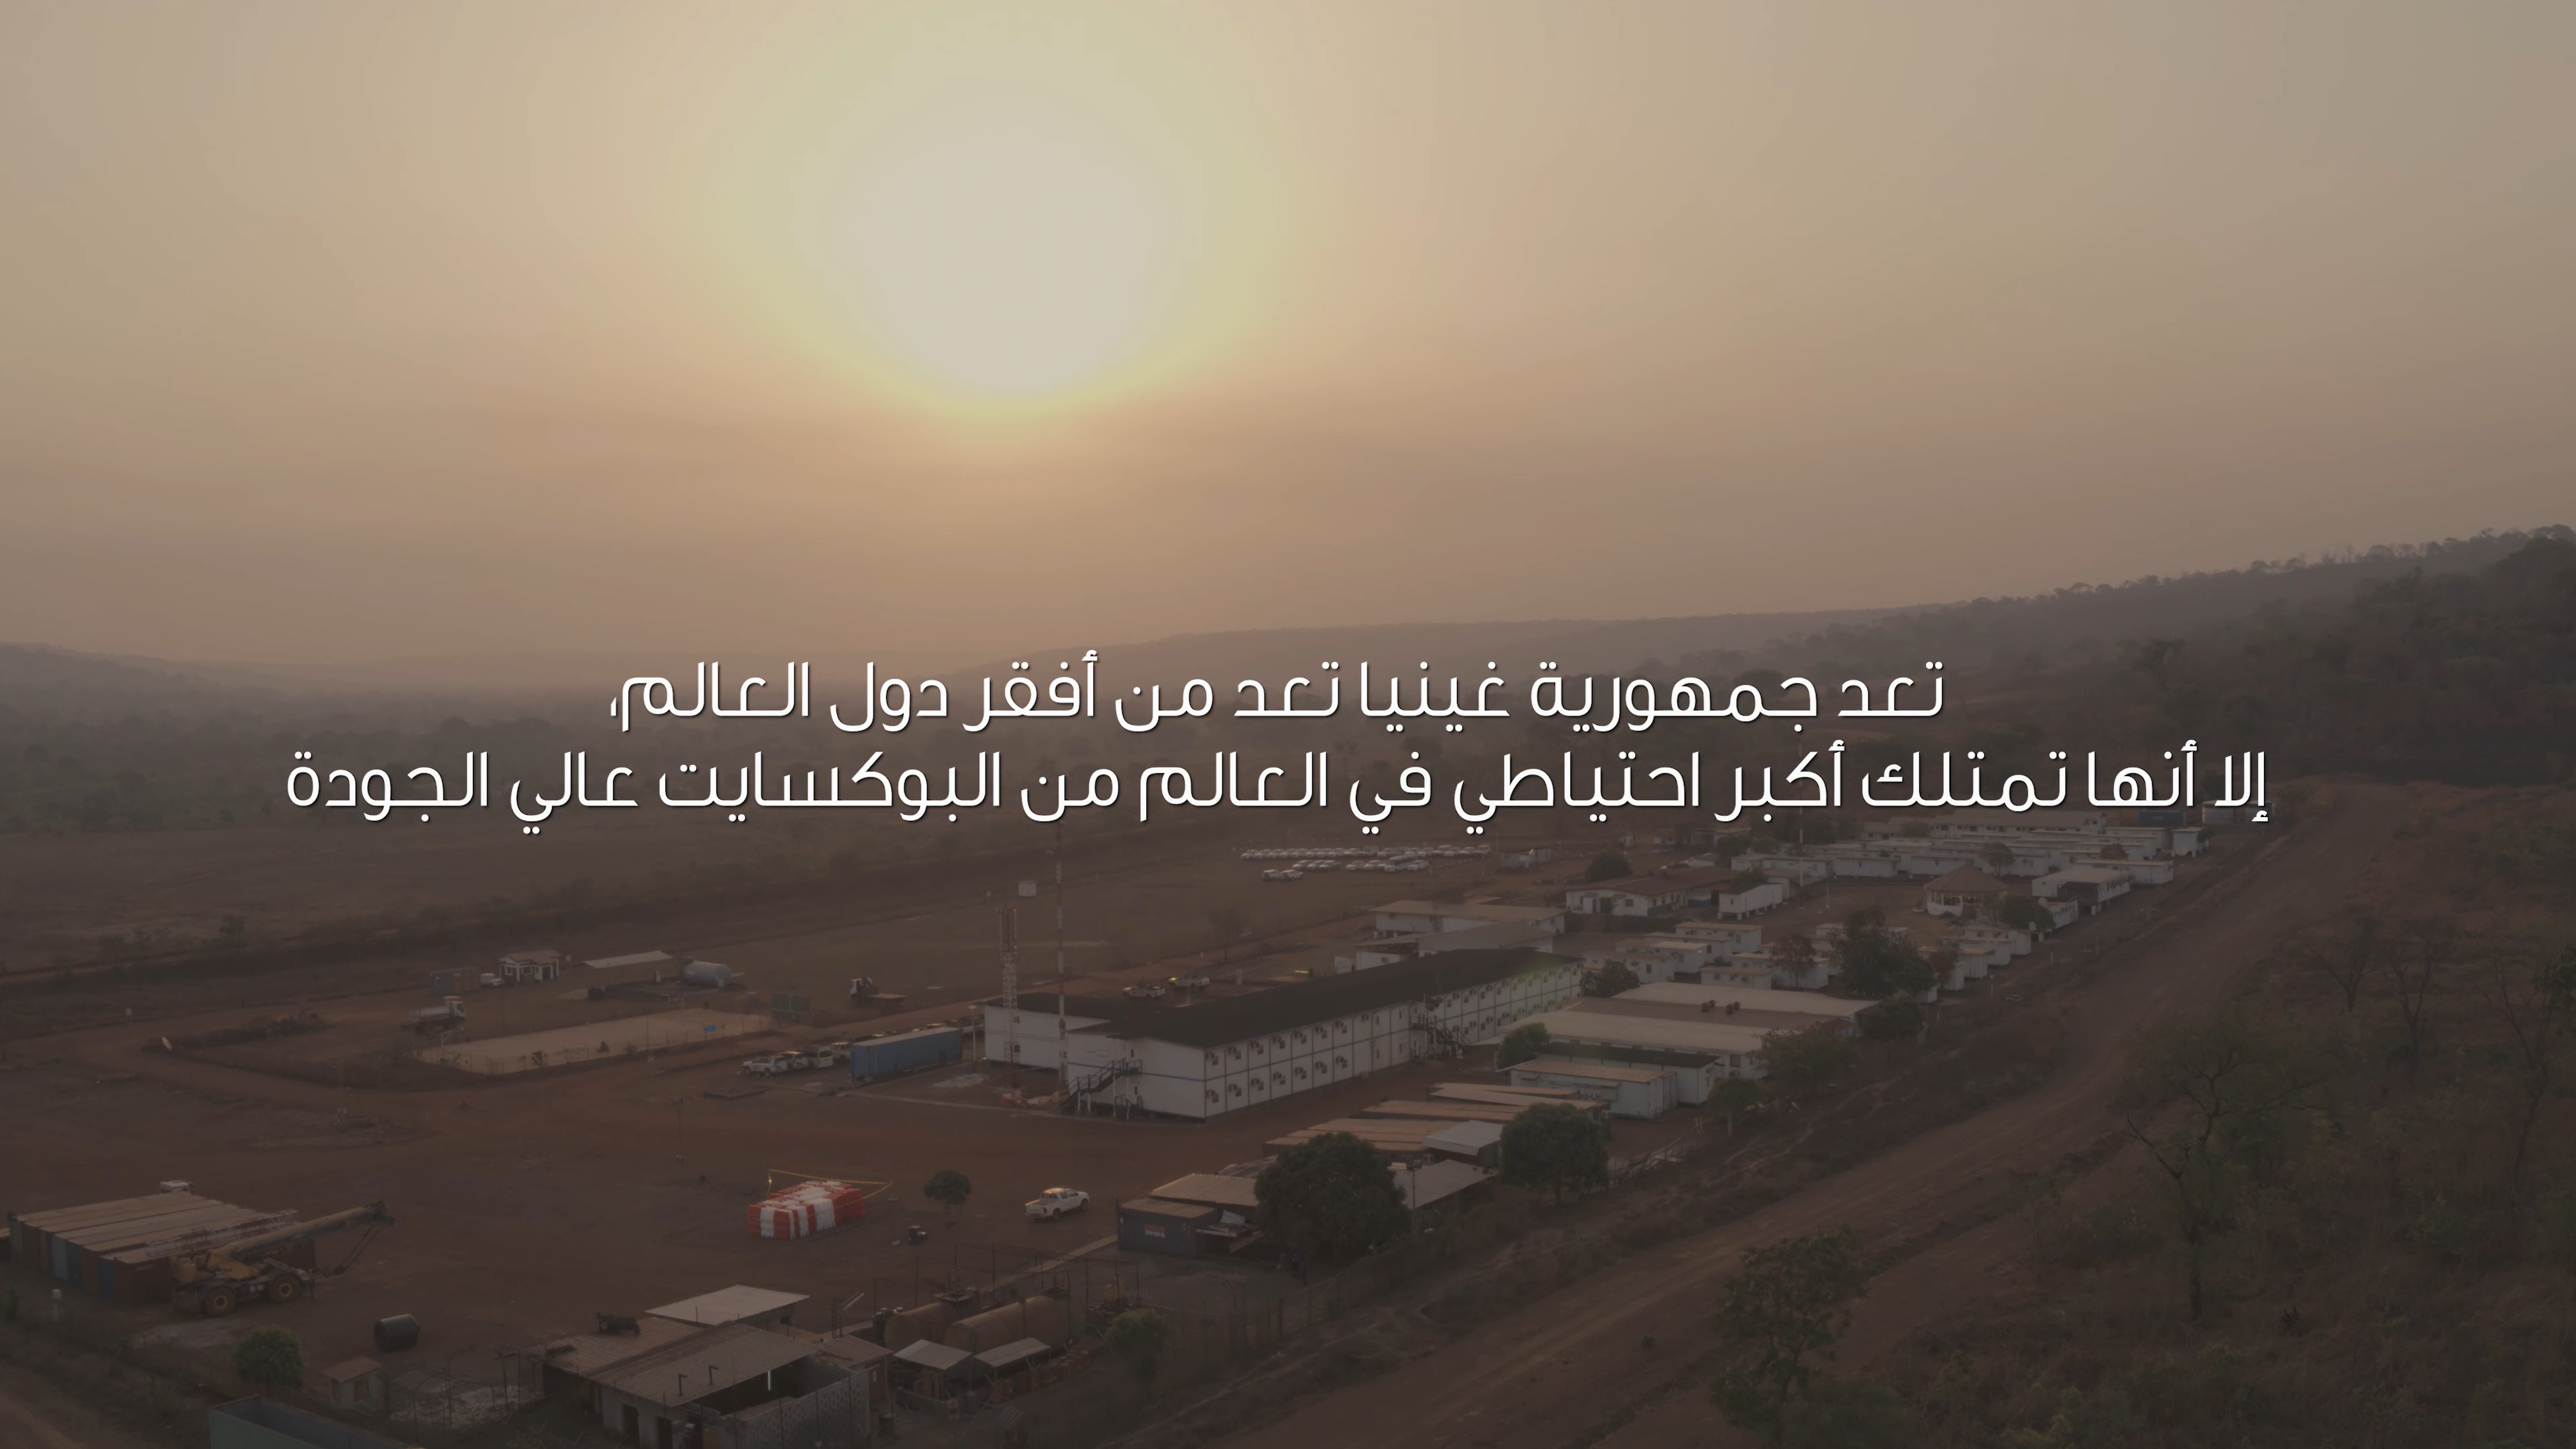 تعد جمهورية غينيا تعد من أفقر دول العالم،
إلا أنها تمتلك أكبر احتياطي في العالم من البوكسايت عالي الجودة